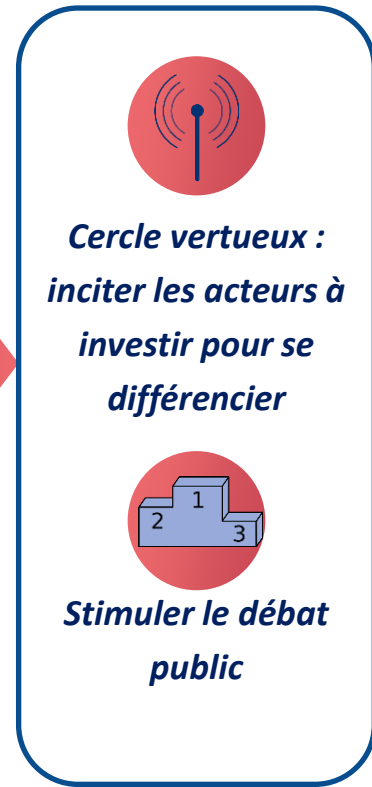 Cercle vertueux :
inciter les acteurs à
investir pour se
différencier
1
2
3
Stimuler le débat
public